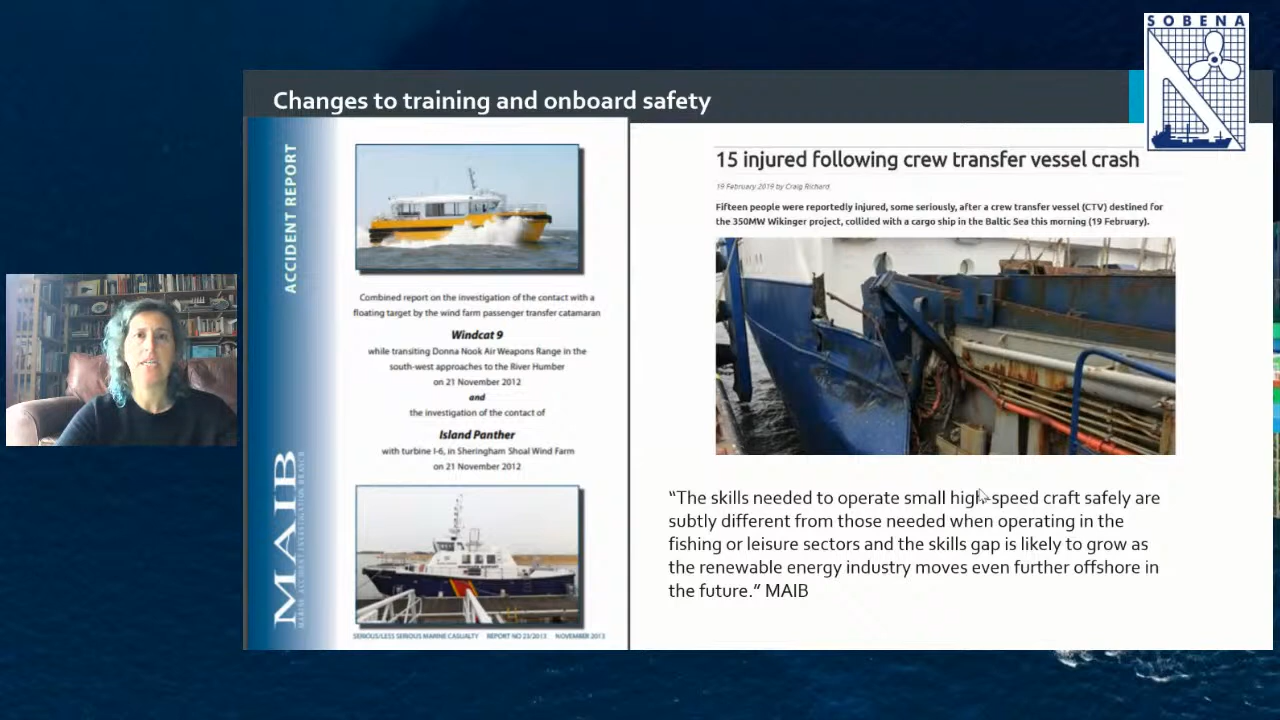 SOBENA
Changes to training and onboard safety
ACCIDENT REPORT
Combined report on the investigation of the contact with a
floating target by the wind farm passenger transfer catamaran
Windcat 9
while transiting Donna Nook Air Weapons Range in the
south-west approaches to the River Humber
on 21 November 2012
and
the investigation of the contact of
Island Panther
with turbine I-6, in Sheringham Shoal Wind Farm
on 21 November 2012
MAIB
MARINE ACCIDENT INVESTIGATION BRANCH
SERIOUS/LESS SERIOUS MARINE CASUALTY REPORT NO 23/2013 NOVEMBER 2013
15 injured following crew transfer vessel crash
19 February 2019 by Craig Richard
Fifteen people were reportedly injured, some seriously, after a crew transfer vessel (CTV) destined for
the 350MW Wikinger project, collided with a cargo ship in the Baltic Sea this morning (19 February).
“The skills needed to operate small high-speed craft safely are
subtly different from those needed when operating in the
fishing or leisure sectors and the skills gap is likely to grow as
the renewable energy industry moves even further offshore in
the future.” MAIB